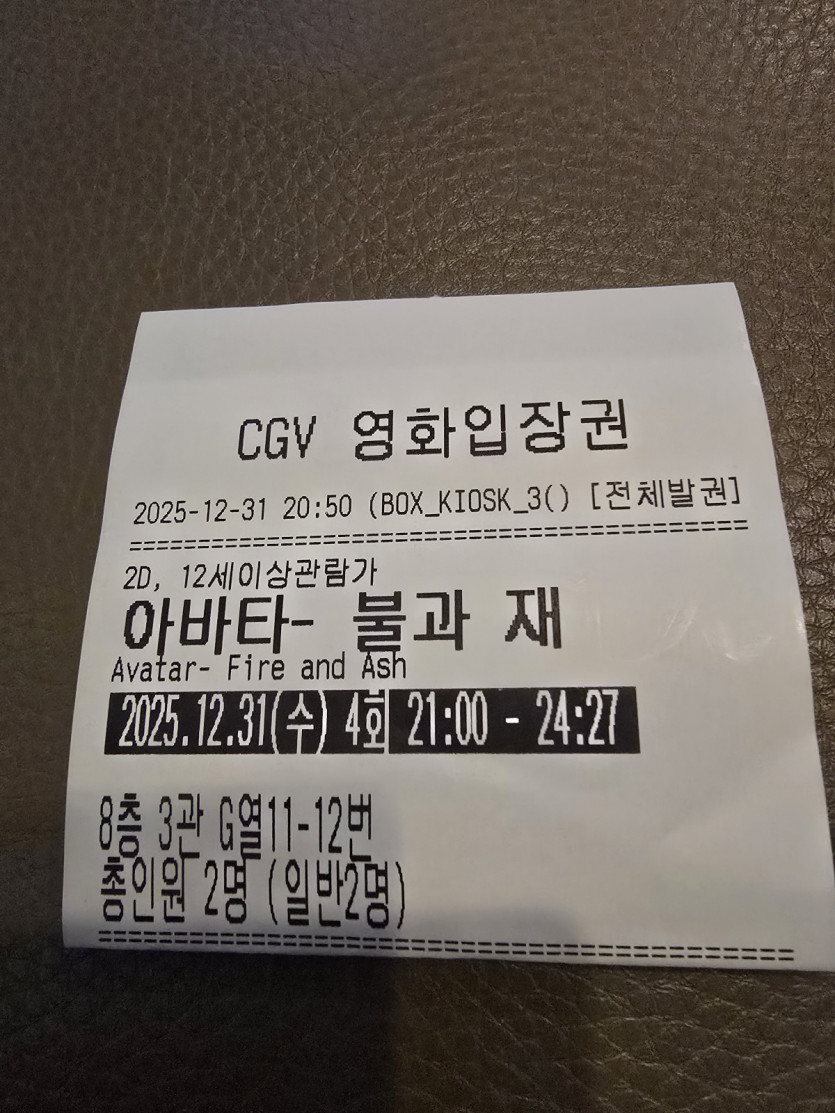 CGV 영화입장권
2025-12-31 20:50 (BOX_KIOSK_3() [전체발권]
===========================================
2D, 12세이상관람가
아바타- 불과 재
Avatar- Fire and Ash
2025.12.31(수) 4회 21:00 - 24:27
8층 3관 G열11-12번
총인원 2명 (일반2명)
===========================================